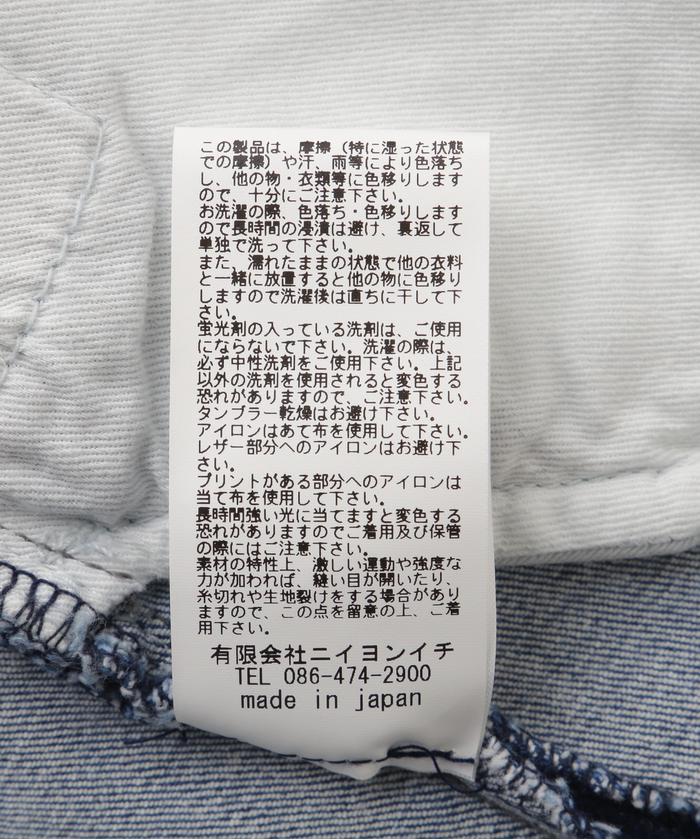 この製品は、摩擦（特に湿った状態
での摩擦）や汗、雨等により色落ち
し、他の物・衣類等に色移りします
ので、十分にご注意下さい。
お洗濯の際、色落ち・色移りします
ので長時間の浸漬は避け、裏返して
単独で洗って下さい。
また、濡れたままの状態で他の衣料
と一緒に放置すると他の物に色移り
しますので洗濯後は直ちに干して下
さい。
蛍光剤の入っている洗剤は、ご使用
にならないで下さい。洗濯の際は、
必ず中性洗剤をご使用下さい。上記
以外の洗剤を使用されると変色する
恐れがありますので、ご注意下さい。
タンブラー乾燥はお避け下さい。
アイロンはあて布を使用して下さい。
レザー部分へのアイロンはお避け下
さい。
プリントがある部分へのアイロンは
当て布を使用して下さい。
長時間強い光に当てますと変色する
恐れがありますのでご着用及び保管
の際にはご注意下さい。
素材の特性上、激しい運動や強度な
力が加われば、縫い目が開いたり、
糸切れや生地裂けをする場合があり
ますので、この点を留意の上、ご着
用下さい。
有限会社ニイヨンイチ
TEL 086-474-2900
made in japan